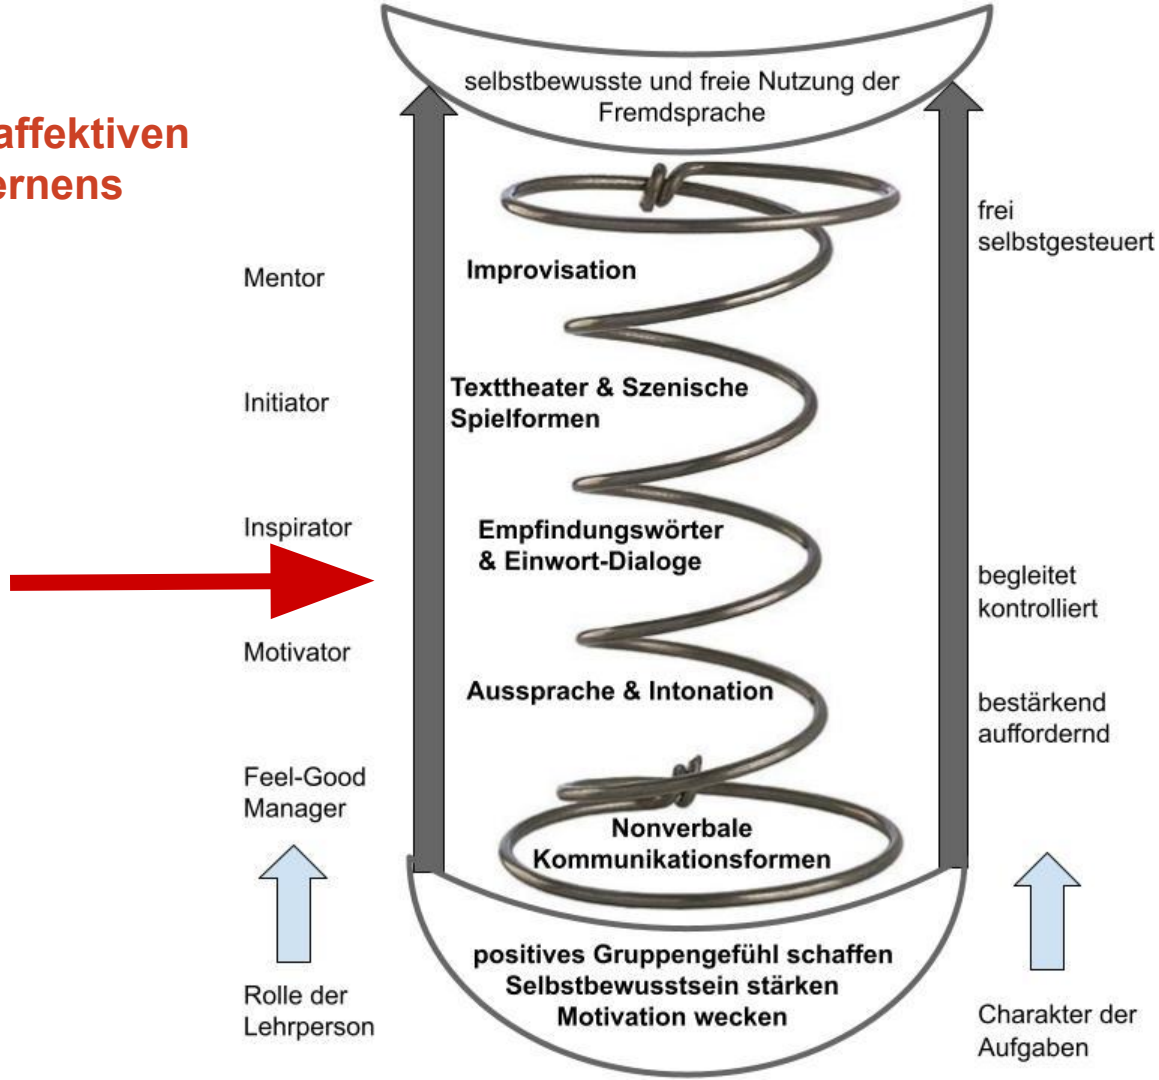 selbstbewusste und freie Nutzung der
Fremdsprache
affektiven
Mentor
Initiator
Inspirator
Motivator
Feel-Good
Manager
Rolle der
Lehrperson
Improvisation
Texttheater & Szenische
Spielformen
Empfindungswörter
& Einwort-Dialoge
Aussprache & Intonation
Nonverbale
Kommunikationsformen
positives Gruppengefühl schaffen
Selbstbewusstsein stärken
Motivation wecken
frei
selbstgesteuert
begleitet
kontrolliert
bestärkend
auffordernd
Charakter der
Aufgaben